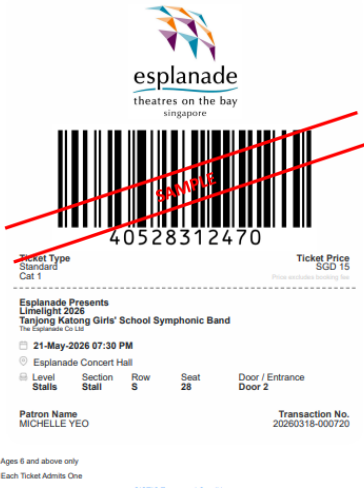 esplanade
theatres on the bay
singapore
SAMPLE
40528312470
Ticket Type Ticket Price
Standard SGD 15
Cat 1 Price excludes booking fee
Esplanade Presents
Limelight 2026
Tanjong Katong Girls' School Symphonic Band
The Esplanade Co Ltd
21-May-2026 07:30 PM
Esplanade Concert Hall
Level Section Row Seat Door / Entrance
Stalls Stall S 28 Door 2
Patron Name Transaction No.
MICHELLE YEO 20260318-000720
Ages 6 and above only
Each Ticket Admits One